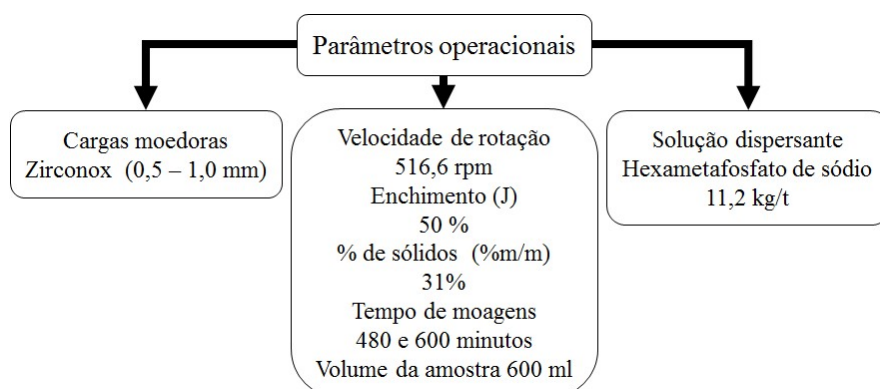 Parâmetros operacionais
Cargas moedoras
Zirconox (0,5 – 1,0 mm)
Velocidade de rotação
516,6 rpm
Enchimento (J)
50 %
% de sólidos (%m/m)
31%
Tempo de moagens
480 e 600 minutos
Volume da amostra 600 ml
Solução dispersante
Hexametafosfato de sódio
11,2 kg/t